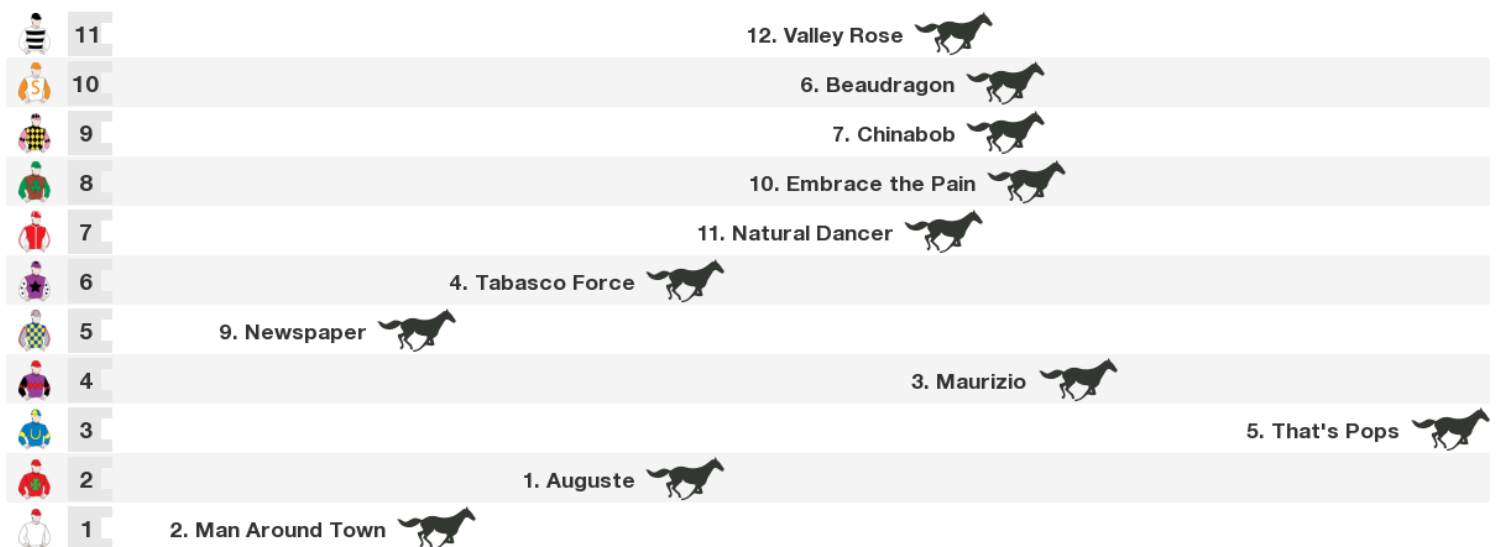 11 12. Valley Rose
S 10 6. Beaudragon
9 7. Chinabob
8 10. Embrace the Pain
7 11. Natural Dancer
6 4. Tabasco Force
5 9. Newspaper
4 3. Maurizio
U 3 5. That's Pops
2 1. Auguste
1 2. Man Around Town